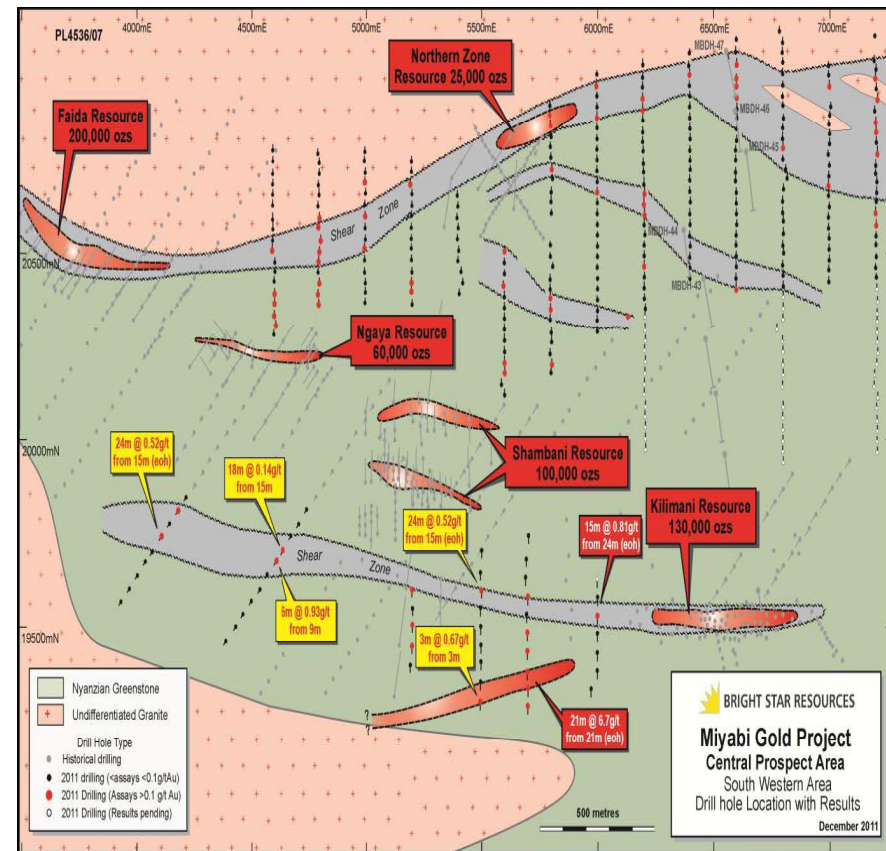 PL4536/07
4000mE
4500mE
5000mE
5500mE
6000mE
6500mE
7000mE
Northern Zone
Resource 25,000 ozs
MBDH-47
Faida Resource
200,000 ozs
MBDH-46
MBDH-45
Shear Zone
MBDH-44
20500mN
MBDH-43
Ngaya Resource
60,000 ozs
20000mN
24m @ 0.52g/t
from 15m (eoh)
18m @ 0.14g/t
from 15m
Shambani Resource
100,000 ozs
24m @ 0.52g/t
from 15m (eoh)
15m @ 0.81g/t
from 24m (eoh)
Kilimani Resource
130,000 ozs
Shear Zone
6m @ 0.93g/t
from 9m
19500mN
3m @ 0.67g/t
from 3m
21m @ 6.7g/t
from 21m (eoh)
?
?
Nyanzian Greenstone
Undifferentiated Granite
Drill Hole Type
Historical drilling
2011 drilling (<assays <0.1g/tAu)
2011 Drilling (Assays >0.1 g/t Au)
2011 Drilling (Results pending)
500 metres
BRIGHT STAR RESOURCES
Miyabi Gold Project
Central Prospect Area
South Western Area
Drill hole Location with Results
December 2011